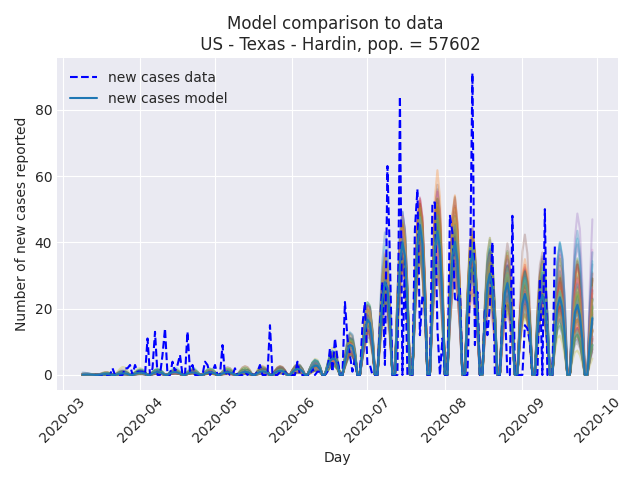 Model comparison to data
US - Texas - Hardin, pop. = 57602
new cases data
new cases model
Number of new cases reported
80
60
40
20
0
2020-03
2020-04
2020-05
2020-06
2020-07
2020-08
2020-09
2020-10
Day